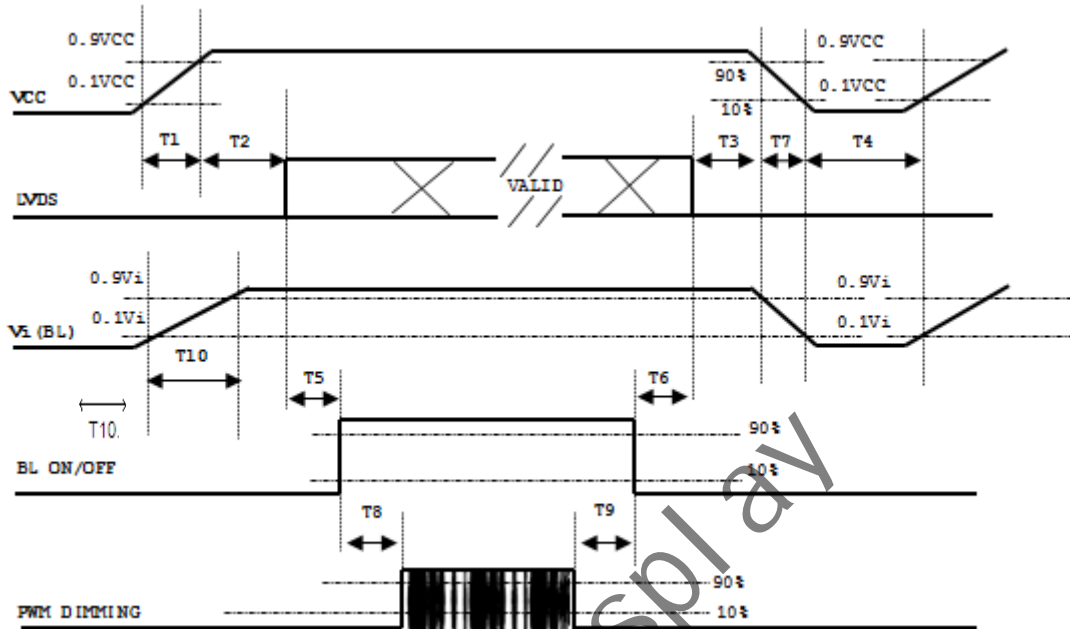 0.9VCC 0.9VCC
90%
0.1VCC 0.1VCC
VCC 10%
T1 T2 T3 T7 T4
VALID
LVDS
0.9Vi 0.9Vi
0.1Vi 0.1Vi
Vi(BL)
T10
T5 T6
T10.
90%
BL ON/OFF 10%
T8 T9
90%
PWM DIMMING 10%
splay